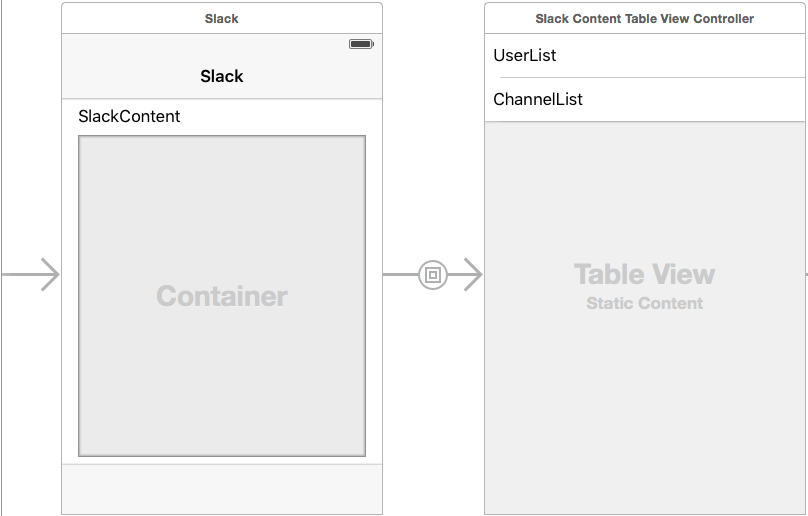 Slack
Slack
SlackContent
Container
Slack Content Table View Controller
UserList
ChannelList
Table View
Static Content